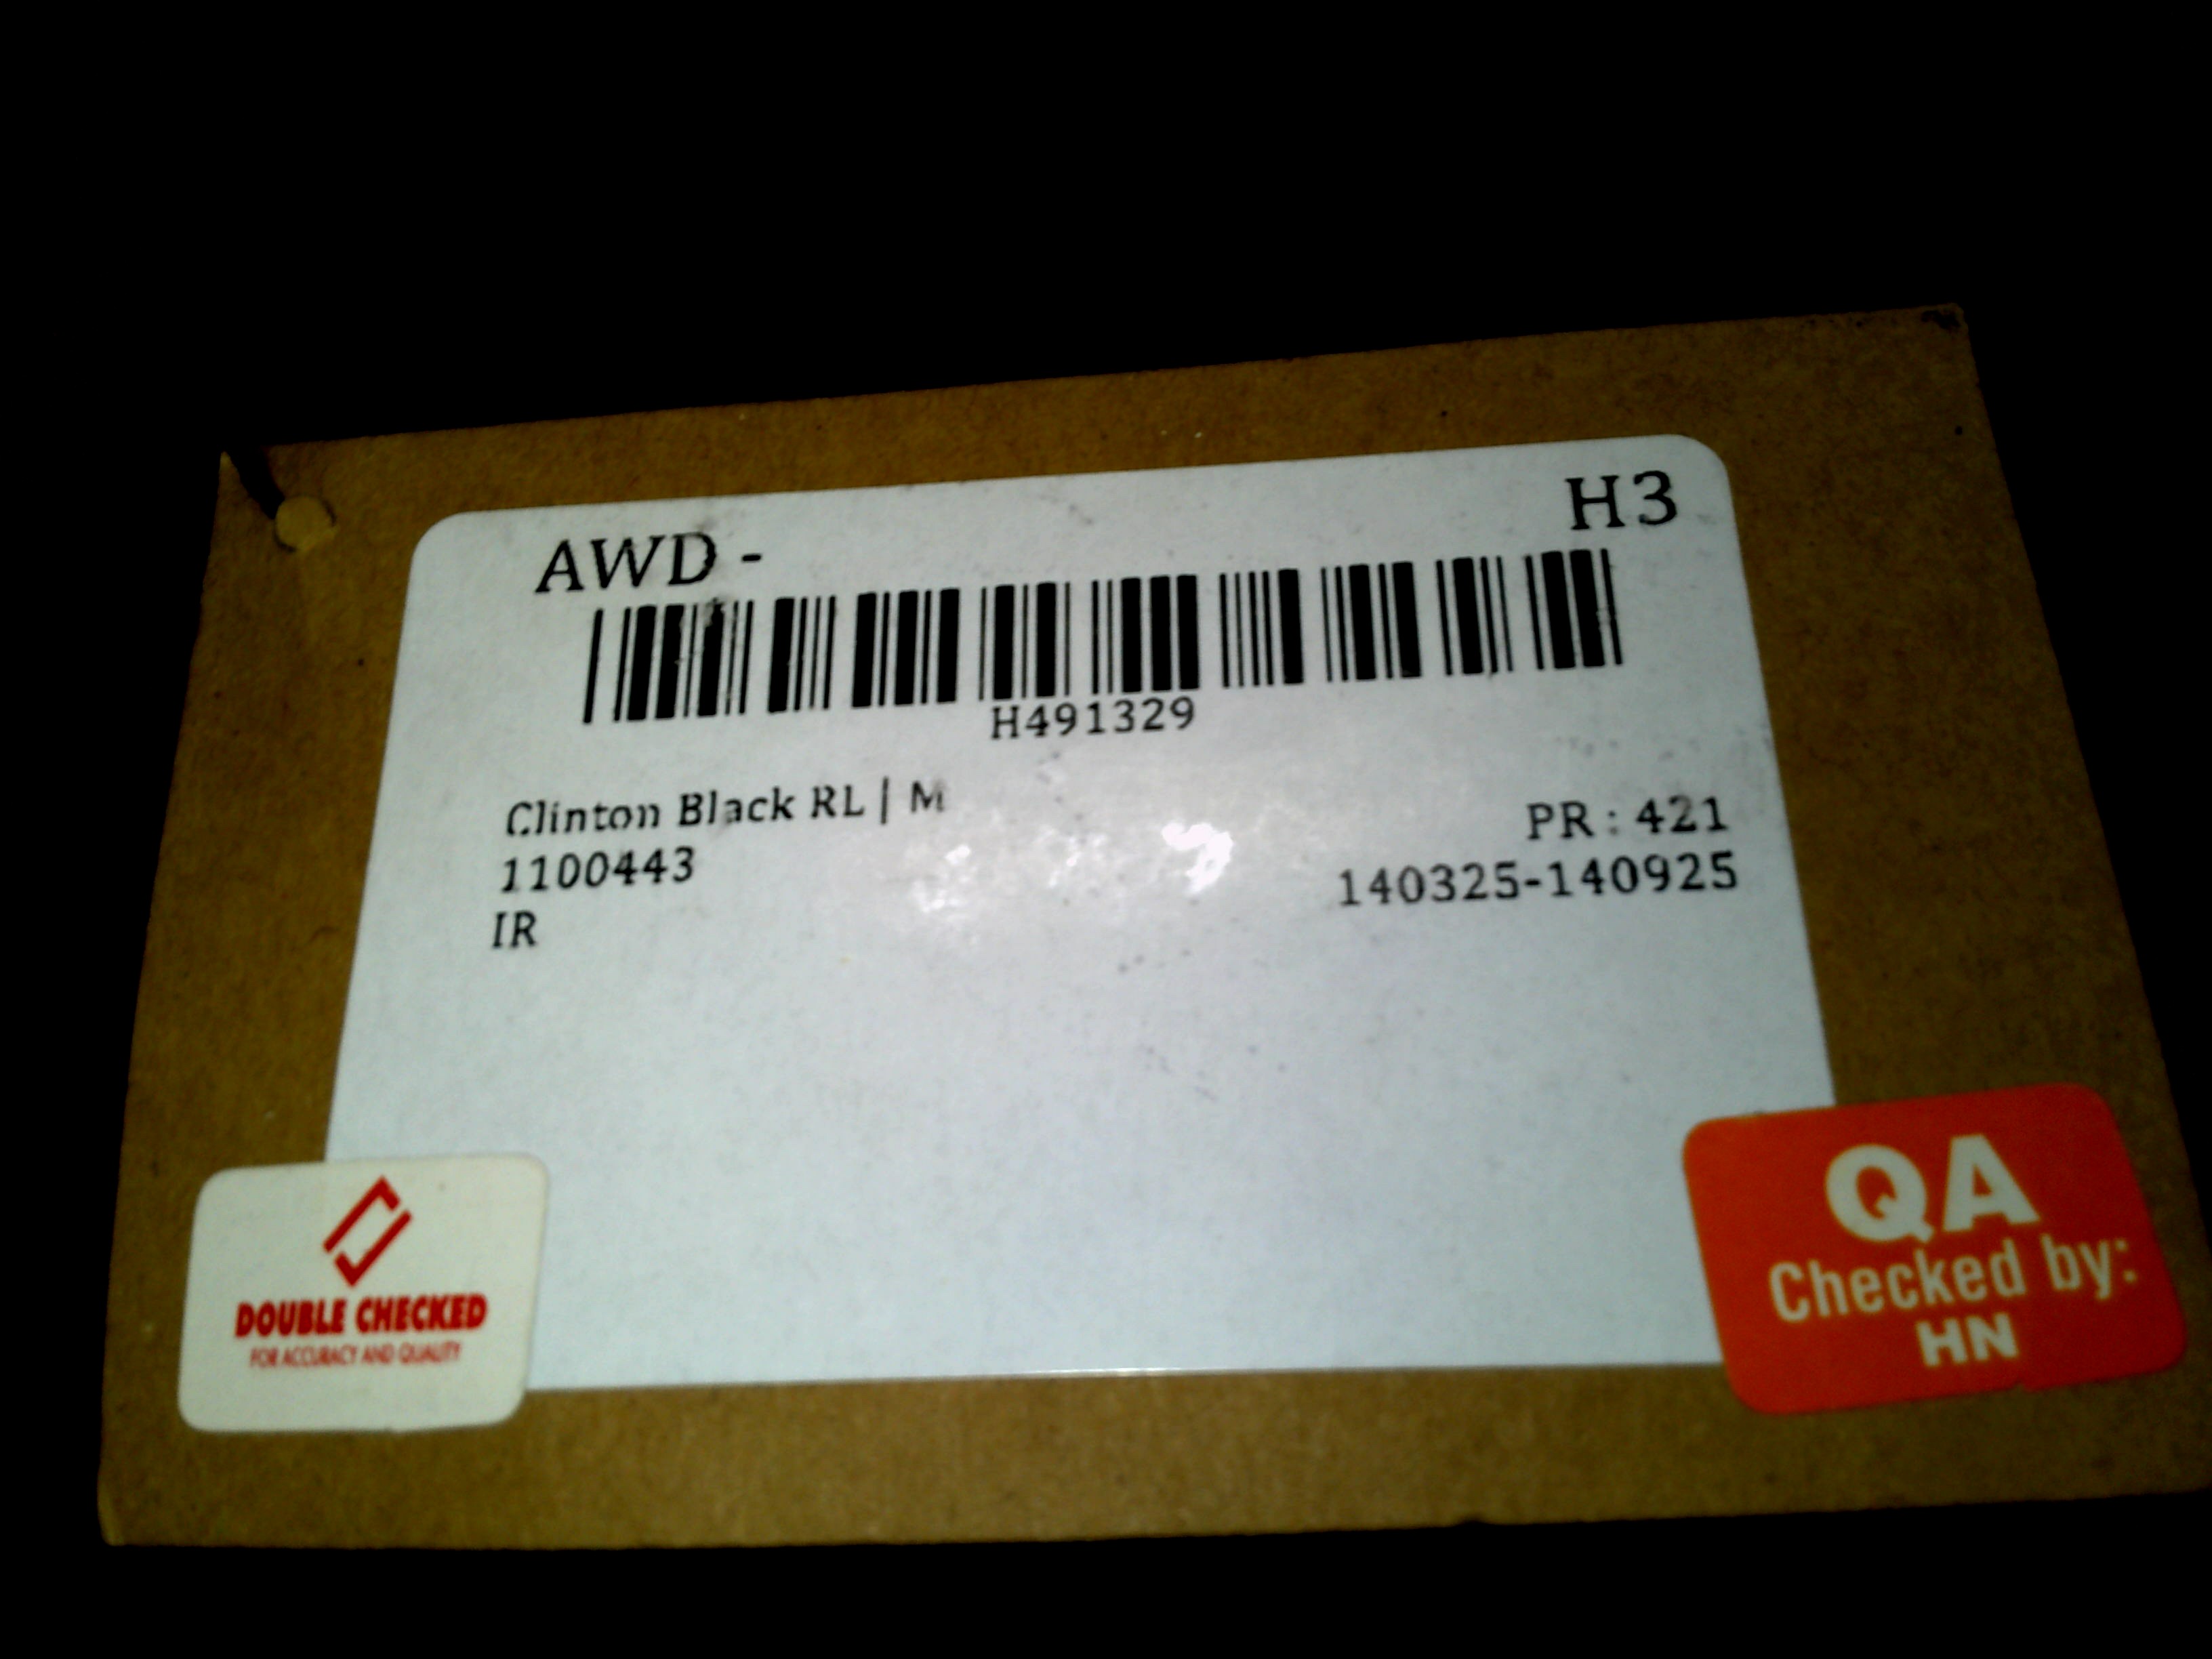 AWD -
H3
H491329
Clinton Black RL | M
PR : 421
1100443
140325-140925
IR
DOUBLE CHECKED
FOR ACCURACY AND QUALITY
QA
Checked by:
HN